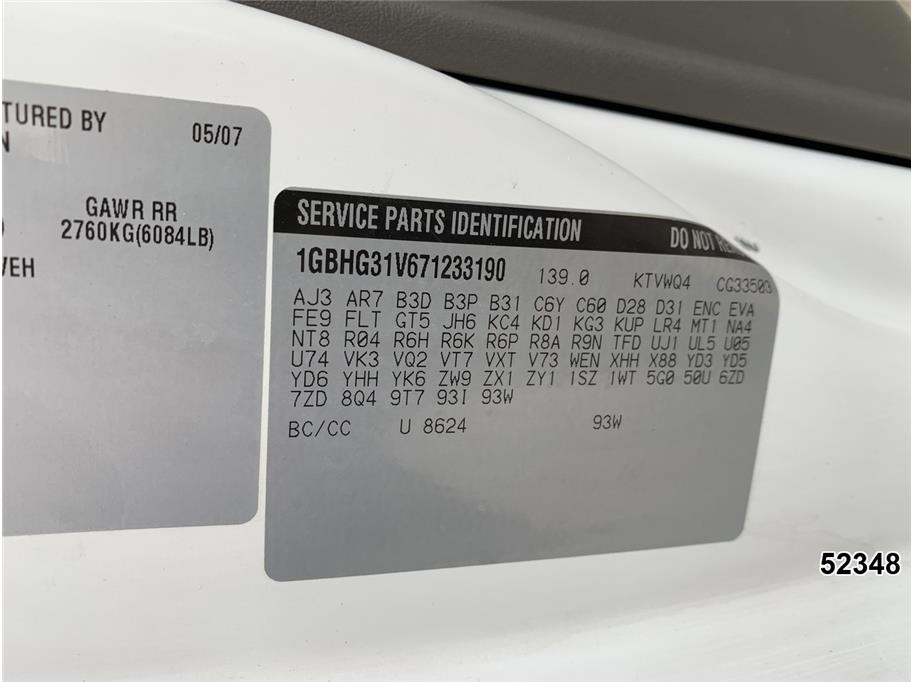 TURED BY
05/07
N
GAWR RR
2760KG(6084LB)
VEH
SERVICE PARTS IDENTIFICATION DO NOT RE
1GBHG31V671233190 139.0 KTVWQ4 CG33503
AJ3 AR7 B3D B3P B31 C6Y C60 D28 D31 ENC EVA
FE9 FLT GT5 JH6 KC4 KD1 KG3 KUP LR4 MT1 NA4
NT8 R04 R6H R6K R6P R8A R9N TFD UJ1 UL5 U05
U74 VK3 VQ2 VT7 VXT V73 WEN XHH X88 YD3 YD5
YD6 YHH YK6 ZW9 ZX1 ZY1 1SZ 1WT 5G0 50U 6ZD
7ZD 8Q4 9T7 93I 93W
BC/CC U 8624 93W
52348